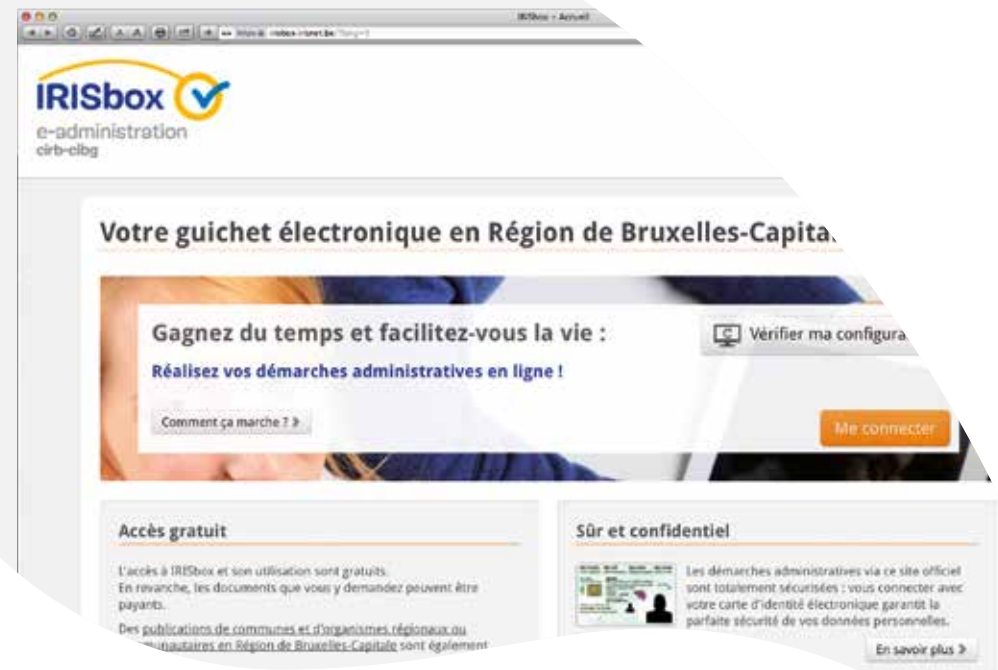 IRISbox - Accueil
IRISbox
e-administration
cirb-cibg
Votre guichet électronique en Région de Bruxelles-Capita
Gagnez du temps et facilitez-vous la vie :
Réalisez vos démarches administratives en ligne !
Comment ça marche ?
Vérifier ma configura
Me connecter
Accès gratuit
L'accès à IRISbox et son utilisation sont gratuits.
En revanche, les documents que vous y demandez peuvent être
payants.
Des publications de communes et d'organismes régionaux ou
munautaires en Région de Bruxelles-Capitale sont également
Sûr et confidentiel
Les démarches administratives via ce site officiel
sont totalement sécurisées : vous connecter avec
votre carte d'identité électronique garantit la
parfaite sécurité de vos données personnelles.
En savoir plus